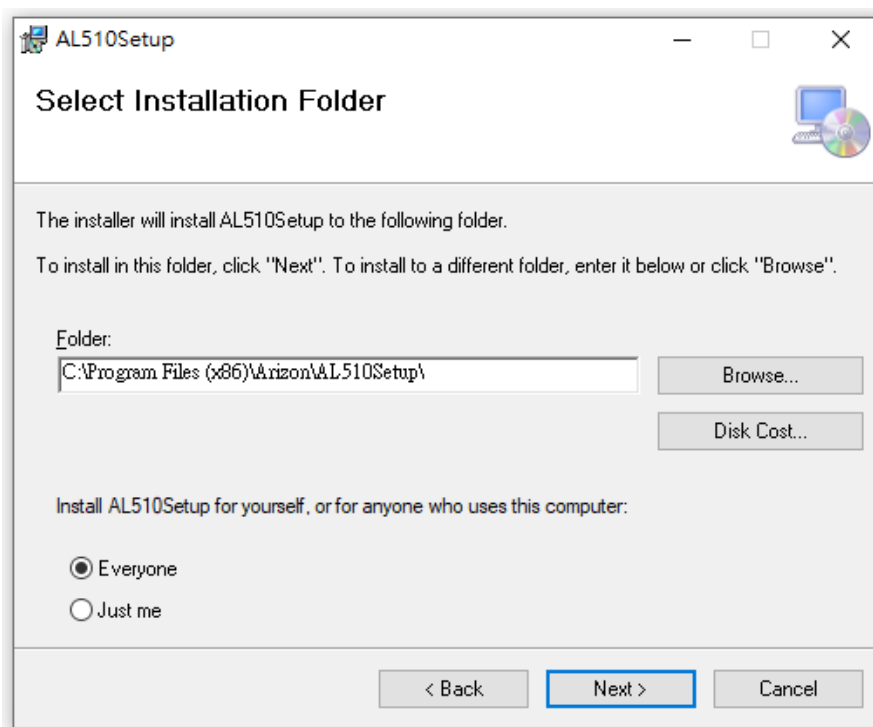 AL510Setup
Select Installation Folder
The installer will install AL510Setup to the following folder.
To install in this folder, click "Next". To install to a different folder, enter it below or click "Browse".
Folder:
C:\Program Files (x86)\Arizon\AL510Setup\
Browse...
Disk Cost...
Install AL510Setup for yourself, or for anyone who uses this computer:
Everyone
Just me
< Back
Next >
Cancel